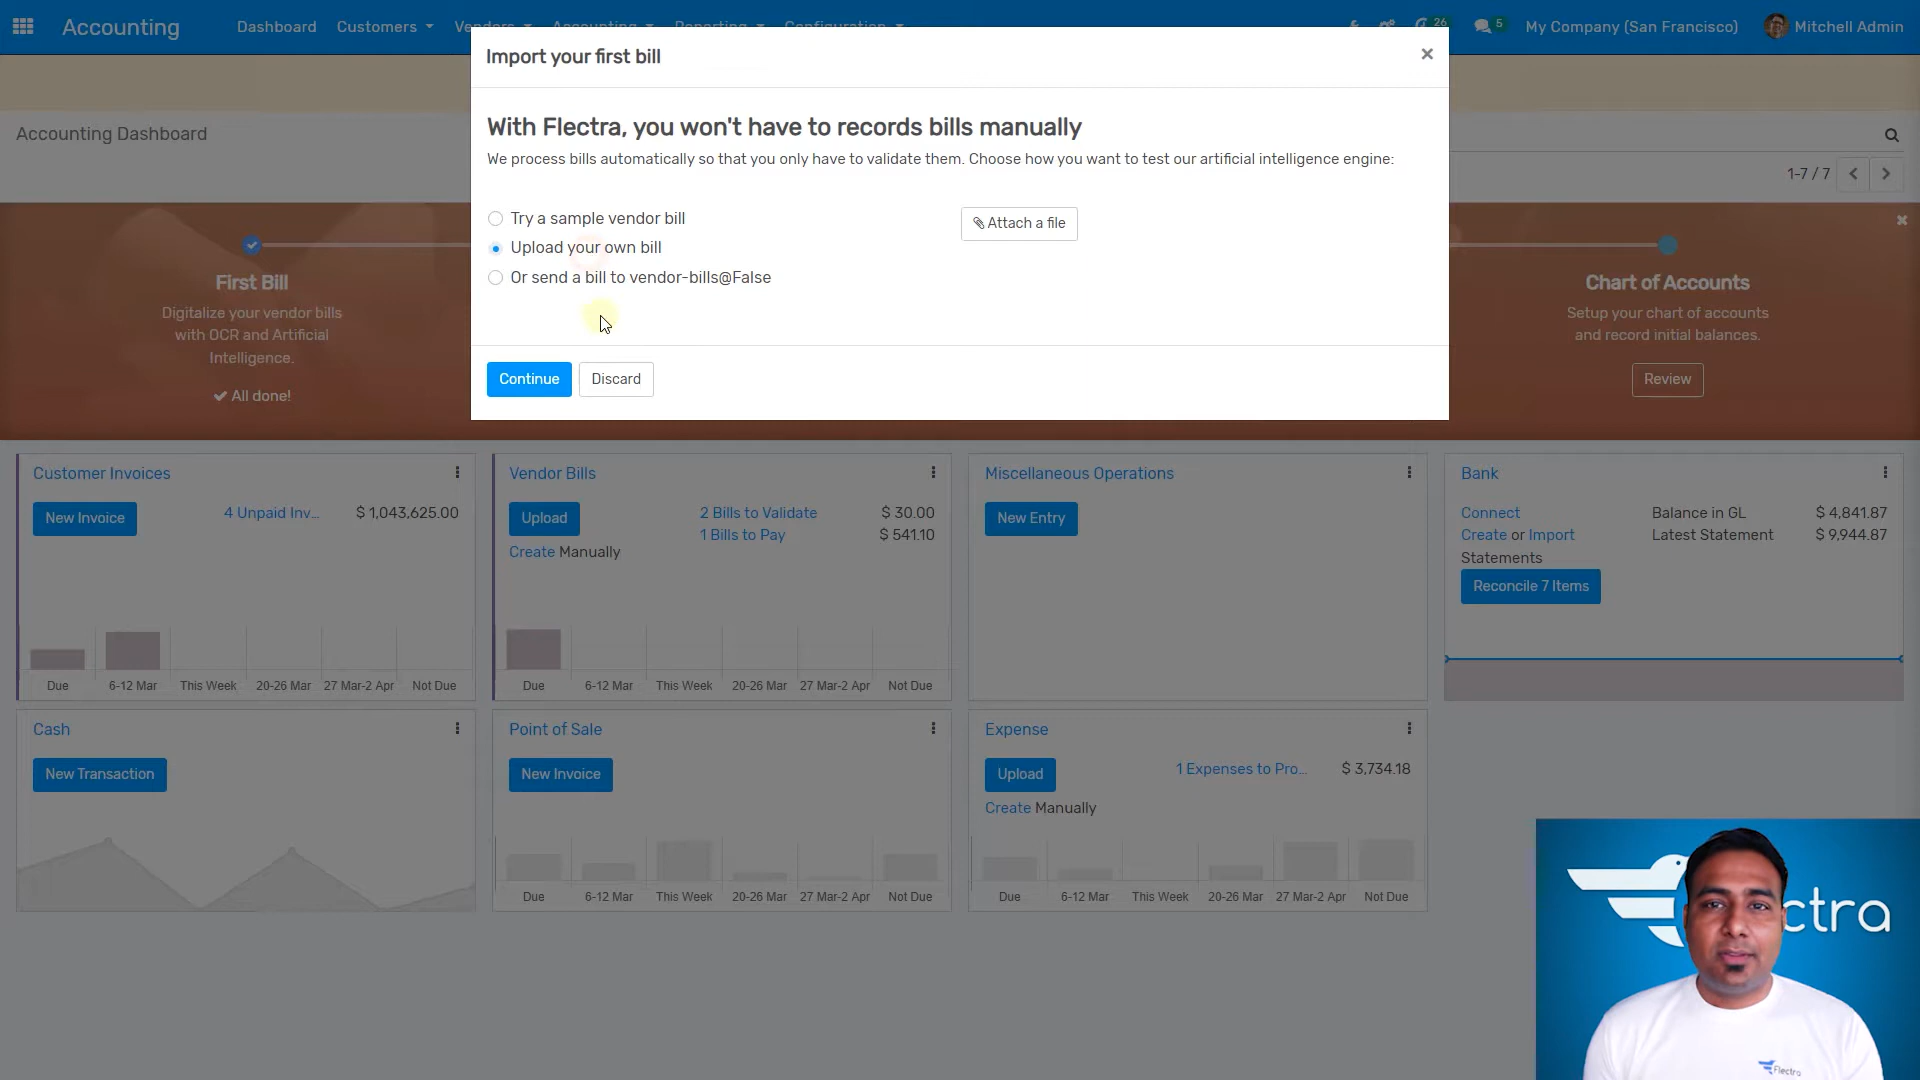 Accounting
Dashboard
Customers
Vendors
Accounting
Reporting
Configuration
26
5
My Company (San Francisco)
Mitchell Admin
Import your first bill
×
With Flectra, you won't have to records bills manually
We process bills automatically so that you only have to validate them. Choose how you want to test our artificial intelligence engine:
Try a sample vendor bill
Upload your own bill
Or send a bill to vendor-bills@False
Attach a file
Continue
Discard
Accounting Dashboard
1-7 / 7
First Bill
Digitalize your vendor bills
with OCR and Artificial
Intelligence.
All done!
Chart of Accounts
Setup your chart of accounts
and record initial balances.
Review
Customer Invoices
New Invoice
4 Unpaid Inv...
$ 1,043,625.00
Due
6-12 Mar
This Week
20-26 Mar
27 Mar-2 Apr
Not Due
Vendor Bills
Upload
Create Manually
2 Bills to Validate
$ 30.00
1 Bills to Pay
$ 541.10
Due
6-12 Mar
This Week
20-26 Mar
27 Mar-2 Apr
Not Due
Miscellaneous Operations
New Entry
Bank
Connect
Create or Import
Statements
Reconcile 7 Items
Balance in GL
$ 4,841.87
Latest Statement
$ 9,944.87
Cash
New Transaction
Point of Sale
New Invoice
Due
6-12 Mar
This Week
20-26 Mar
27 Mar-2 Apr
Not Due
Expense
Upload
Create Manually
1 Expenses to Pro...
$ 3,734.18
Due
6-12 Mar
This Week
20-26 Mar
27 Mar-2 Apr
Not Due
ctra
Flectra